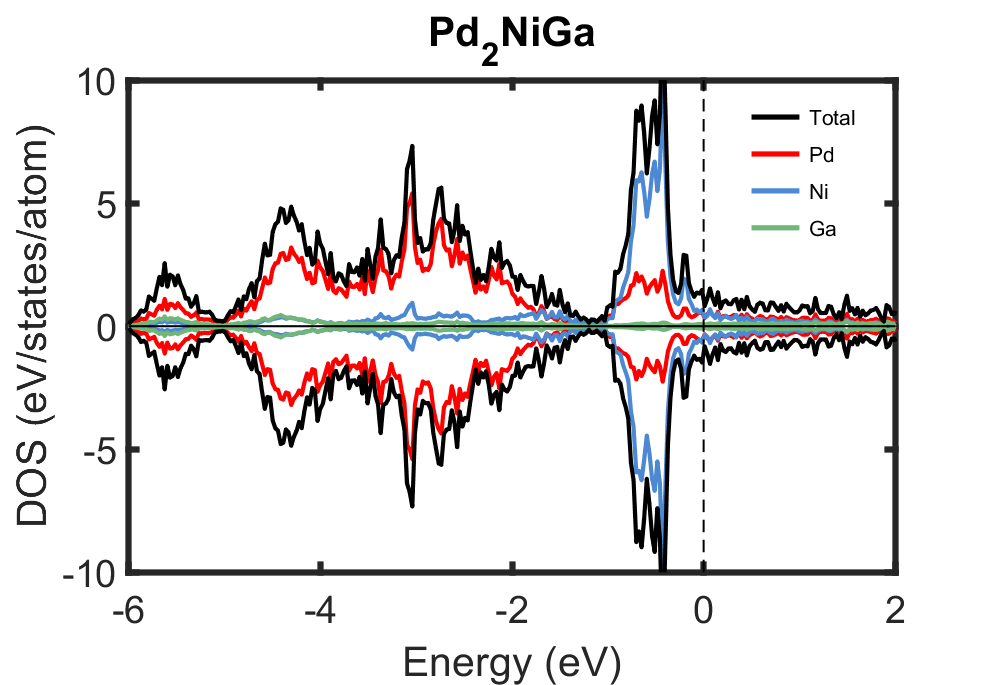 Pd₂NiGa
10
5
0
-5
-10
-6
-4
-2
0
2
DOS (eV/states/atom)
Energy (eV)
Total
Pd
Ni
Ga